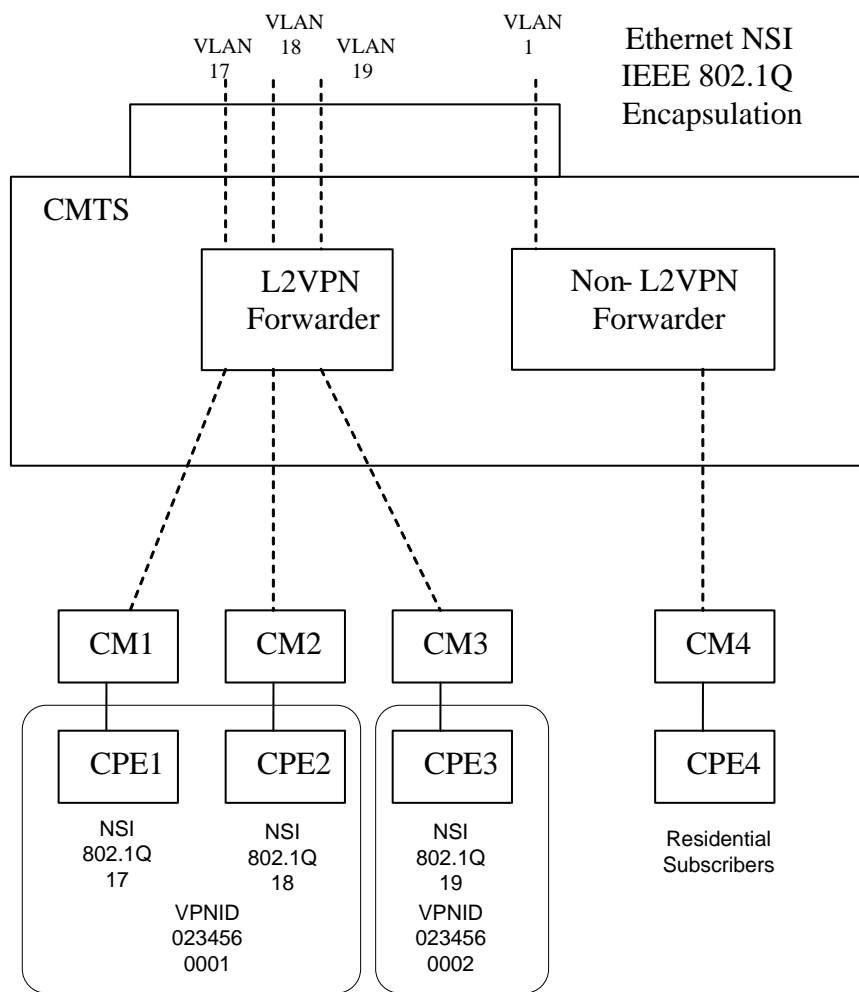 VLAN
17
VLAN
18
VLAN
19
VLAN
1
Ethernet NSI
IEEE 802.1Q
Encapsulation
CMTS
L2VPN
Forwarder
Non- L2VPN
Forwarder
CM1
CM2
CM3
CM4
CPE1
CPE2
CPE3
CPE4
NSI
802.1Q
17
NSI
802.1Q
18
VPNID
023456
0001
NSI
802.1Q
19
VPNID
023456
0002
Residential
Subscribers